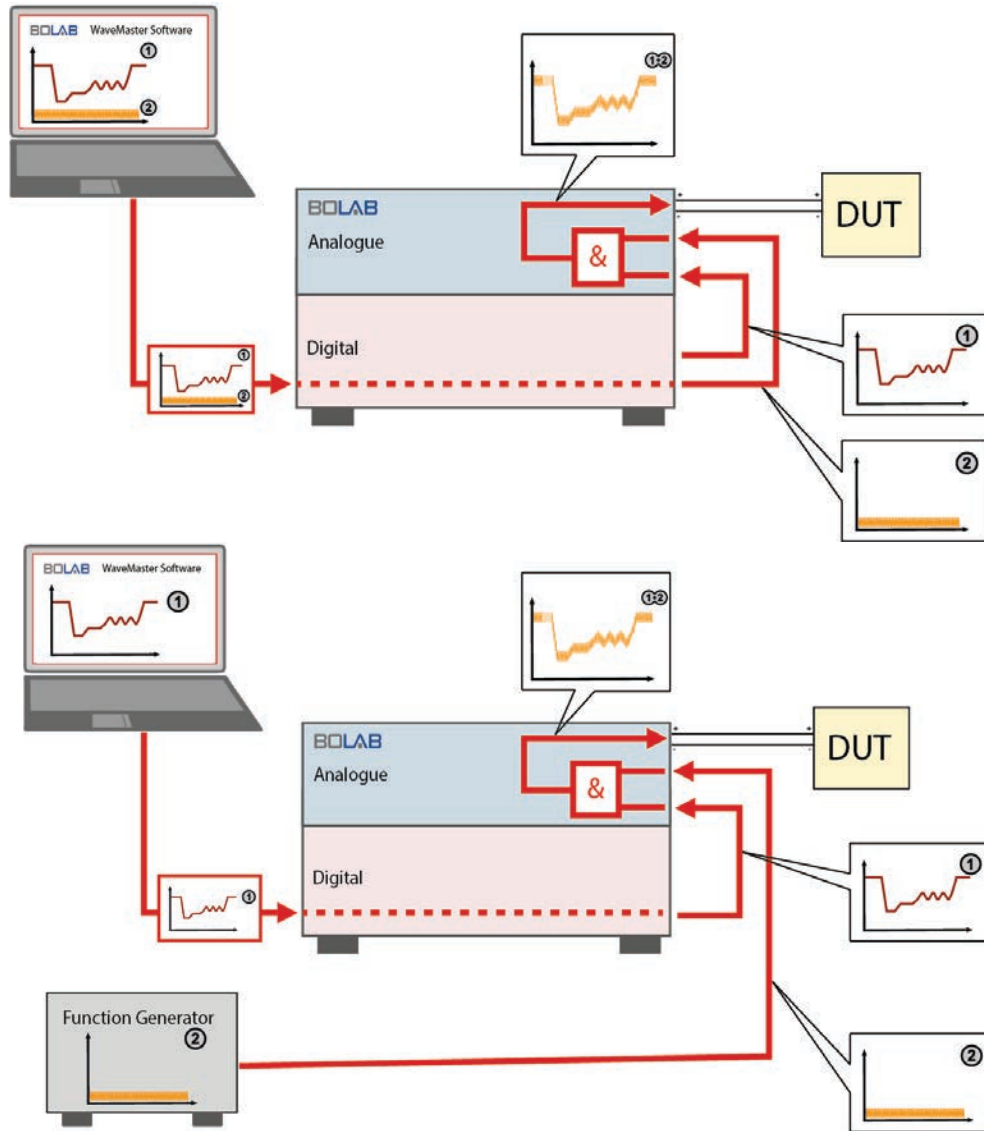 BOLAB WaveMaster Software
①
②
①②
BOLAB
Analogue
&
DUT
Digital
①
②
①
②
BOLAB WaveMaster Software
①
①②
BOLAB
Analogue
&
DUT
Digital
①
①
Function Generator
②
②